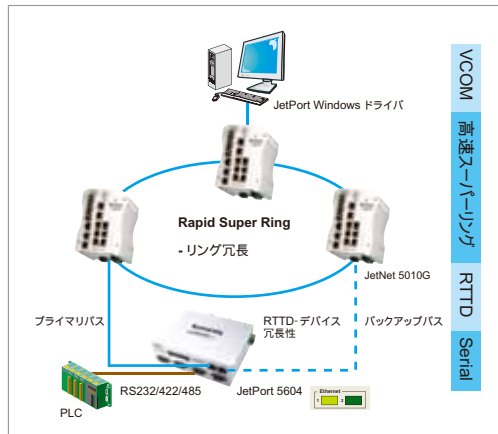 JetPort Windows ドライバ
VCOM
高速スーパーリング
RTTD
Serial
Rapid Super Ring
- リング冗長
JetNet 5010G
プライマリパス
RTTD- デバイス
冗長性
バックアップパス
RS232/422/485
JetPort 5604
PLC
Ethernet
1 2